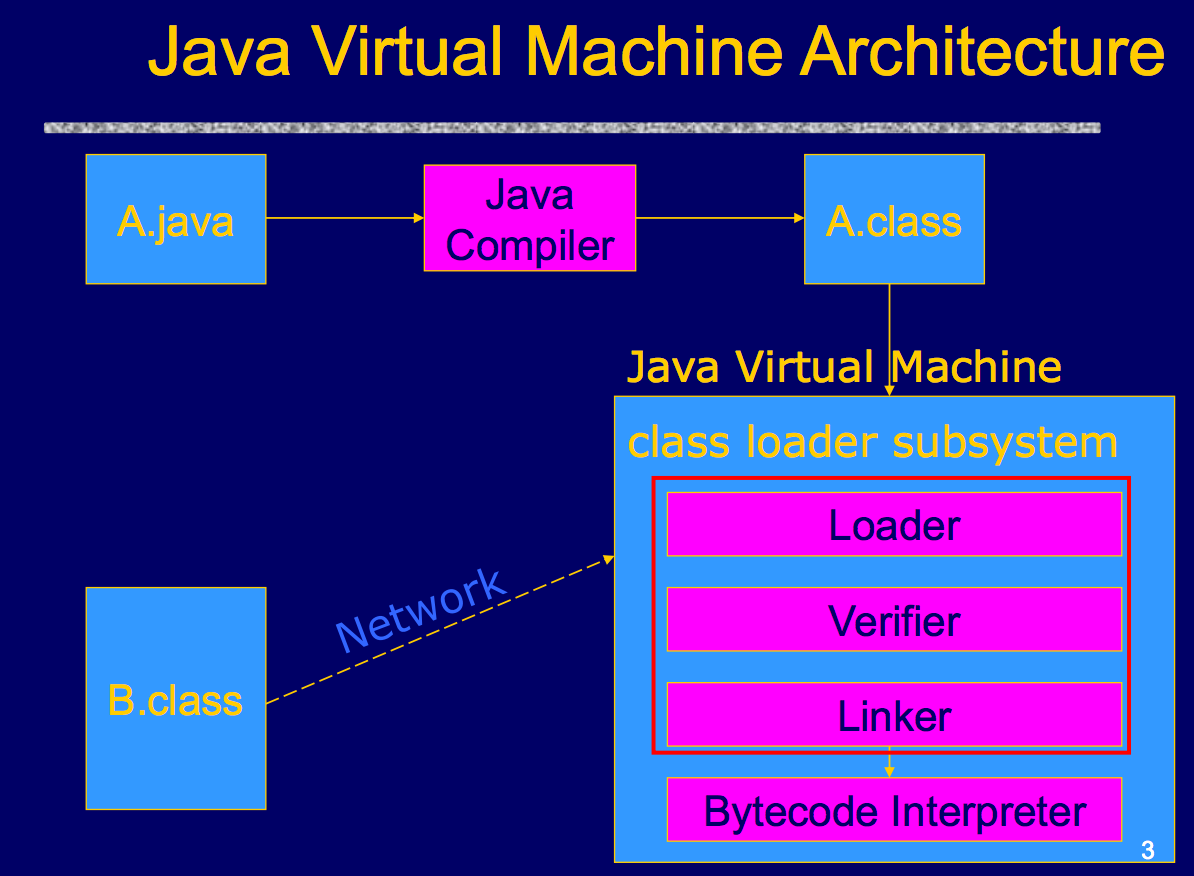 Java Virtual Machine Architecture
A.java
Java
Compiler
A.class
Java Virtual Machine
class loader subsystem
Loader
Verifier
Linker
Bytecode Interpreter
Network
B.class
3